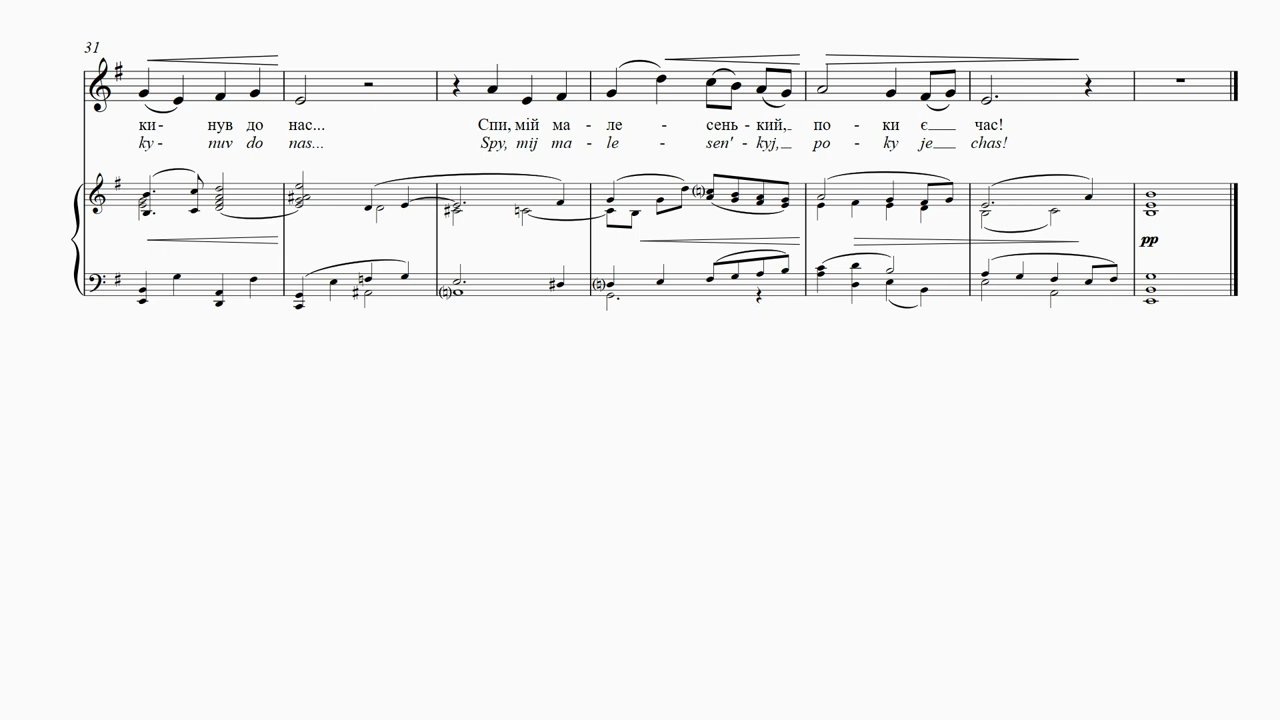 31
ки- нув до нас... Спи, мій ма - ле - сень - кий, по - ки є час!
ky- nuv do nas... Spy, mij ma - le - sen' - kyj, po - ky je chas!
pp